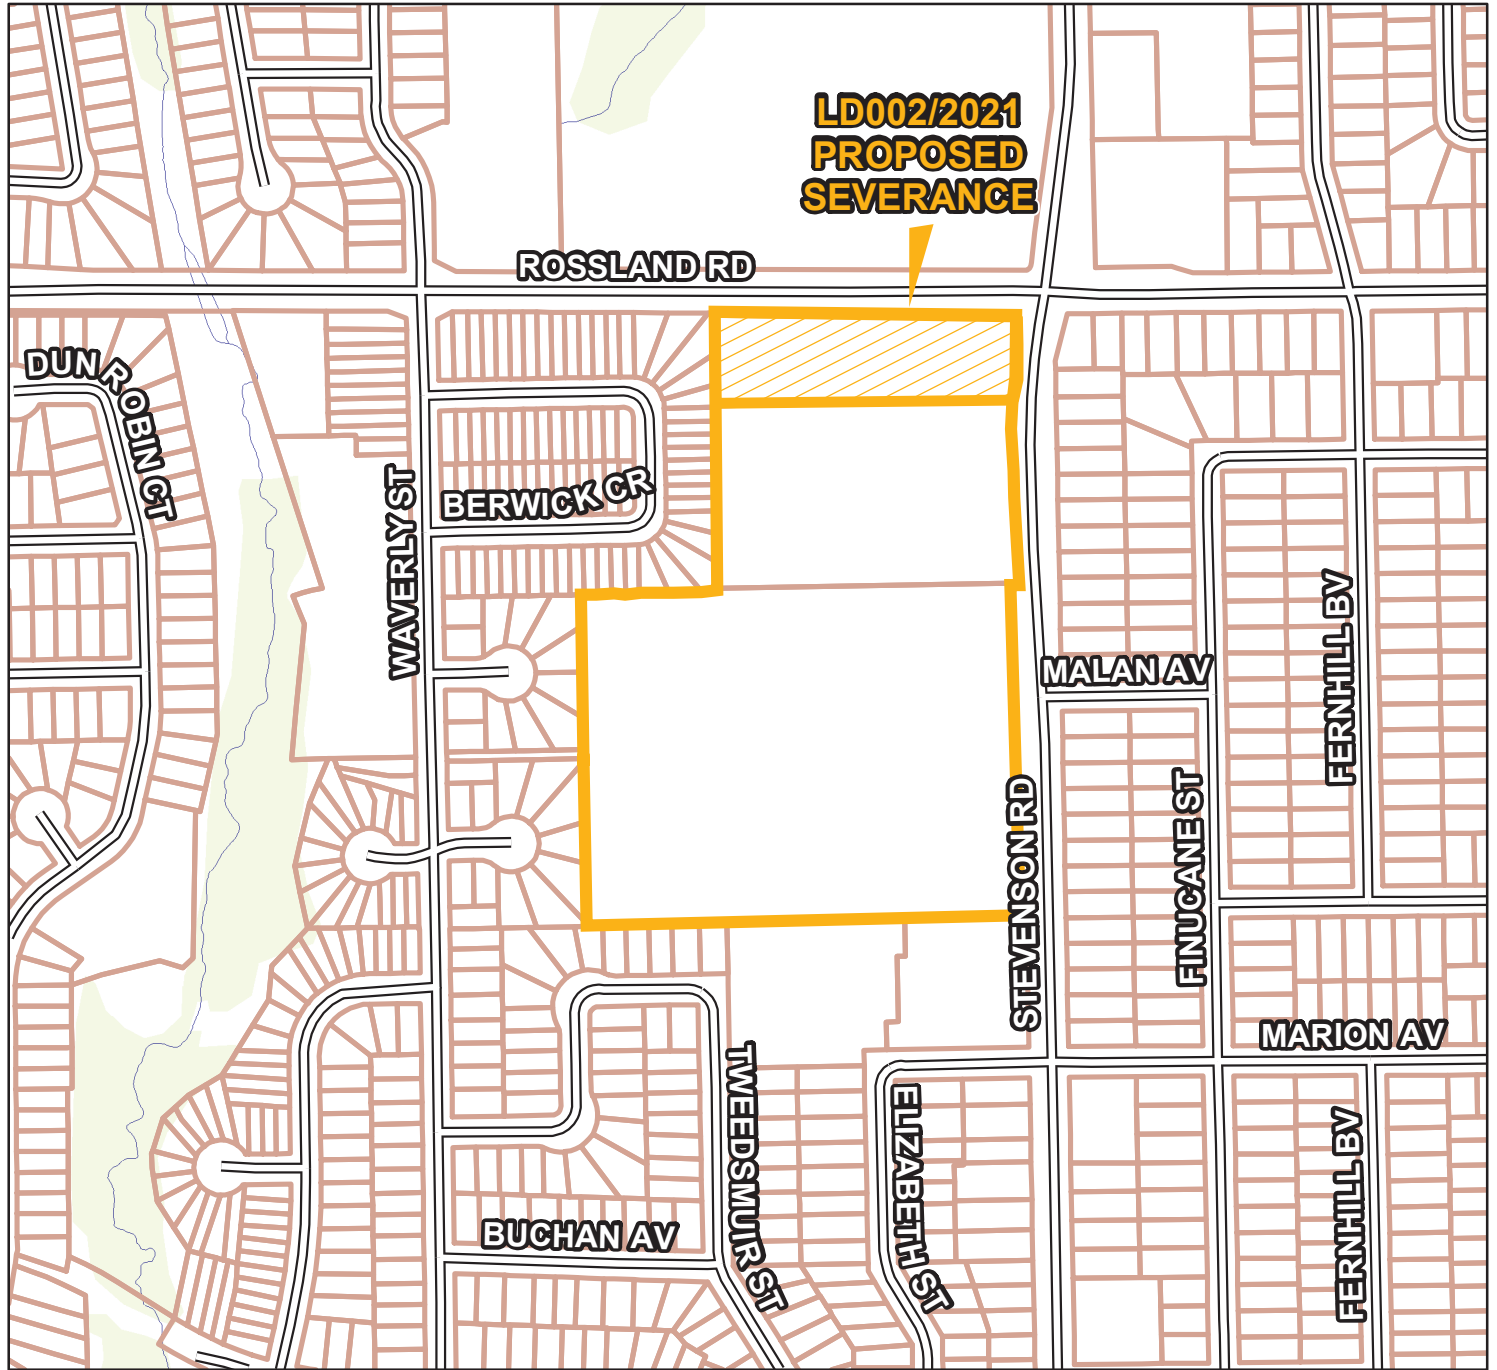 LD002/2021
PROPOSED
SEVERANCE
ROSSLAND RD
DUN ROBIN CT
BERWICK CR
WAVERLY ST
MALAN AV
FERNHILL BV
STEVENSON RD
FINUCANE ST
MARION AV
TWEEDSMUIR ST
ELIZABETH ST
BUCHAN AV
FERNHILL BV